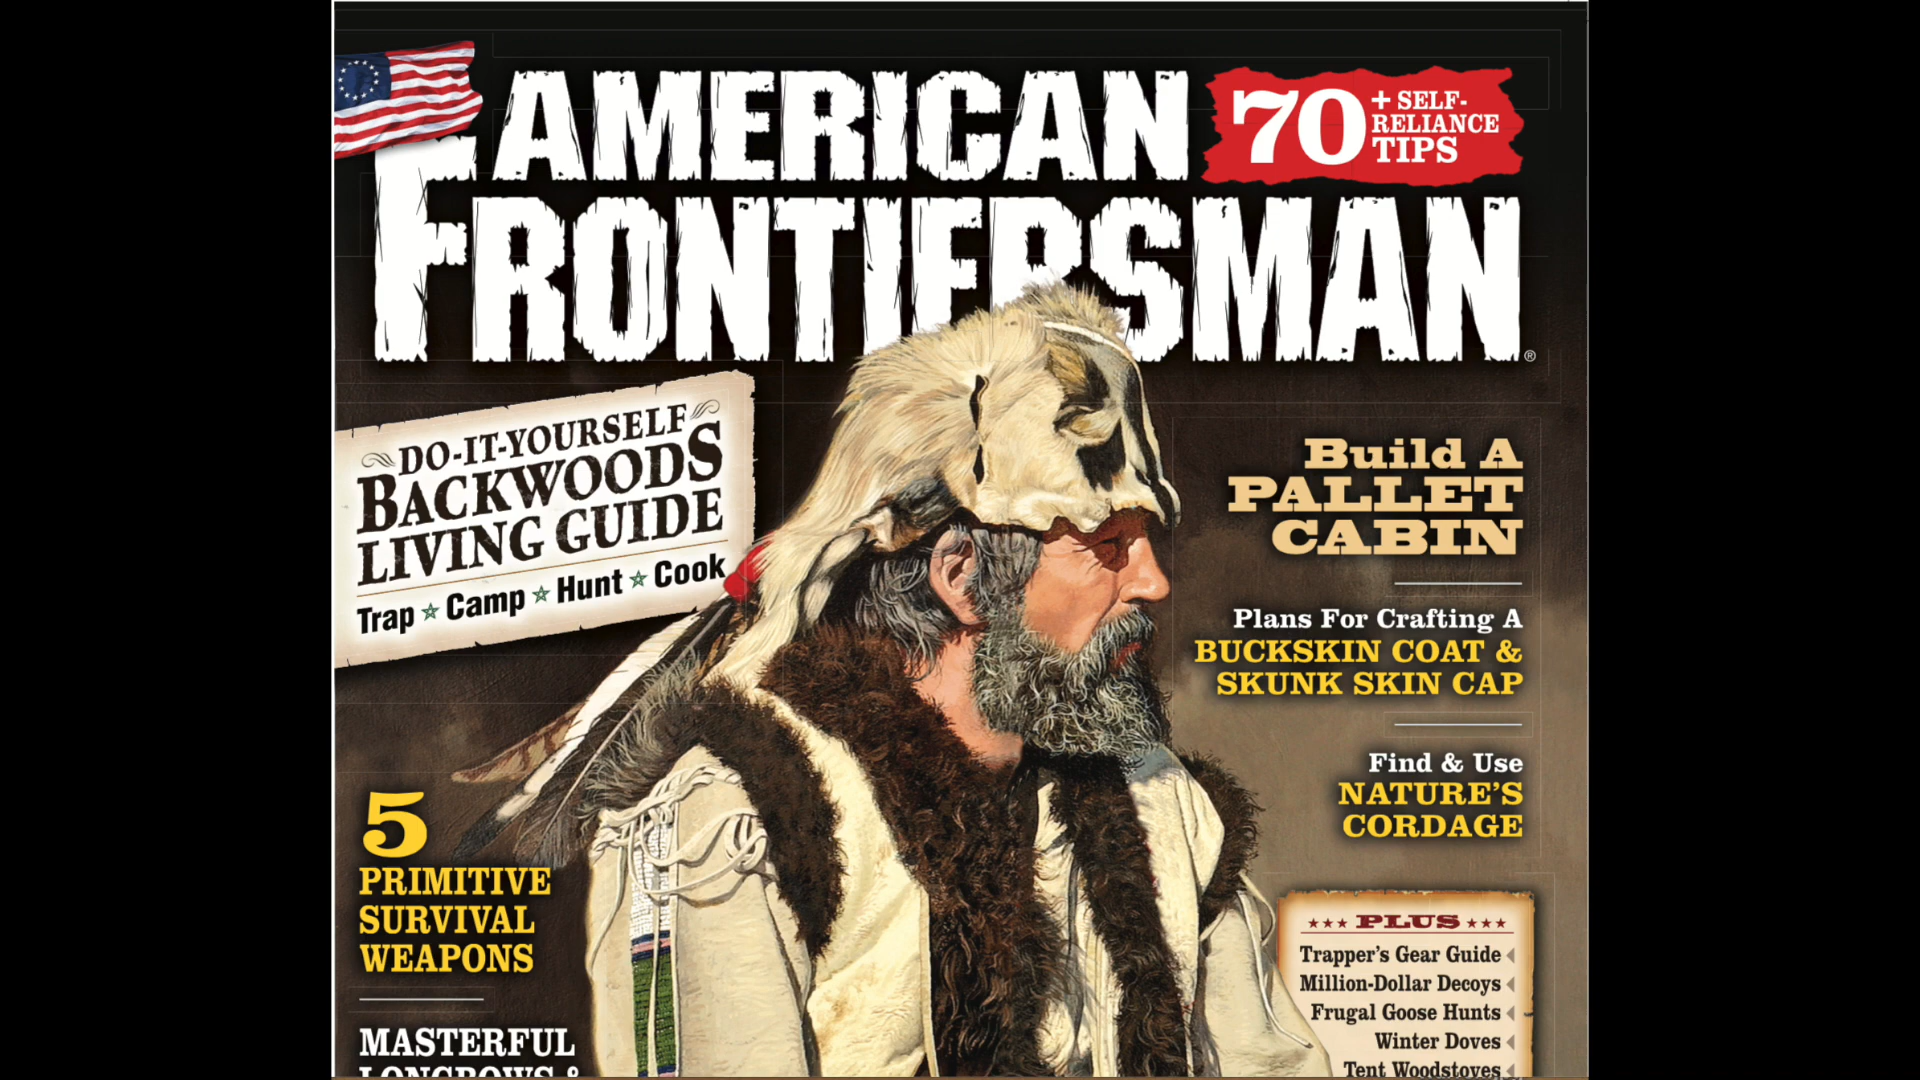 AMERICAN
FRONTIERSMAN®
70
+ SELF-
RELIANCE
TIPS
DO-IT-YOURSELF
BACKWOODS
LIVING GUIDE
Trap ☆ Camp ☆ Hunt ☆ Cook
5
PRIMITIVE
SURVIVAL
WEAPONS
MASTERFUL
LONGBOWS &
Build A
PALLET
CABIN
Plans For Crafting A
BUCKSKIN COAT &
SKUNK SKIN CAP
Find & Use
NATURE'S
CORDAGE
★★★ PLUS ★★★
Trapper's Gear Guide
Million-Dollar Decoys
Frugal Goose Hunts
Winter Doves
Tent Woodstoves